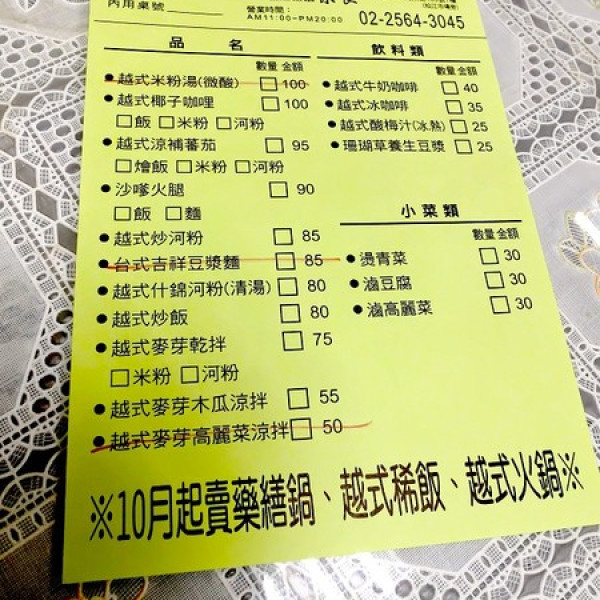 內用桌號
營業時間：
AM11:00~PM20:00
02-2564-3045
(松江市場旁)
品 名
數量 金額
●越式米粉湯(微酸) □ 100
●越式椰子咖哩 □ 100
□飯 □米粉 □河粉
●越式涼補蕃茄 □ 95
□燴飯 □米粉 □河粉
●沙嗲火腿 □ 90
□飯 □麵
●越式炒河粉 □ 85
●台式吉祥豆漿麵 □ 85
●越式什錦河粉(清湯) □ 80
●越式炒飯 □ 80
●越式麥芽乾拌 □ 75
□米粉 □河粉
●越式麥芽木瓜涼拌 □ 55
●越式麥芽高麗菜涼拌 □ 50
飲料類
數量 金額
●越式牛奶咖啡 □ 40
●越式冰咖啡 □ 35
●越式酸梅汁(冰.熱) □ 25
●珊瑚草養生豆漿 □ 25
小菜類
數量 金額
●燙青菜 □ 30
●滷豆腐 □ 30
●滷高麗菜 □ 30
※10月起賣藥繕鍋、越式稀飯、越式火鍋※